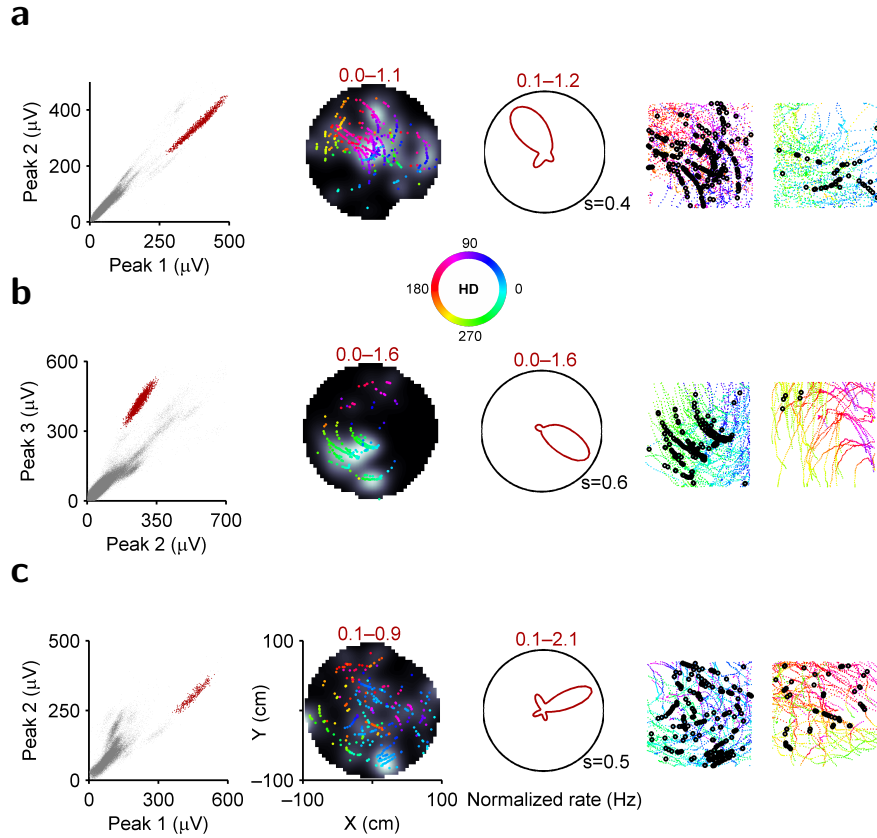 a
0.0–1.1
0.1–1.2
400
200
0
Peak 2 (μV)
0
250
500
Peak 1 (μV)
s=0.4
90
180
HD
0
270
b
0.0–1.6
0.0–1.6
600
300
0
Peak 3 (μV)
0
350
700
Peak 2 (μV)
s=0.6
c
0.1–0.9
0.1–2.1
500
250
0
Peak 2 (μV)
0
300
600
Peak 1 (μV)
100
Y (cm)
–100
–100
100
X (cm)
s=0.5
Normalized rate (Hz)